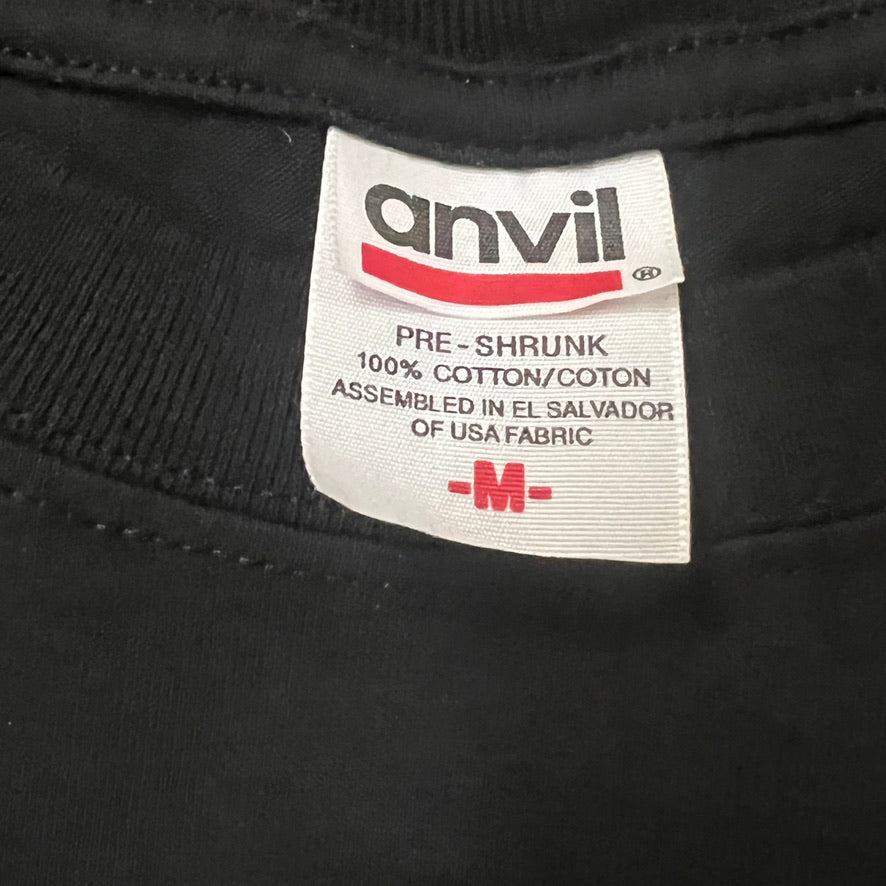 anvil
®
PRE-SHRUNK
100% COTTON/COTON
ASSEMBLED IN EL SALVADOR
OF USA FABRIC
-M-